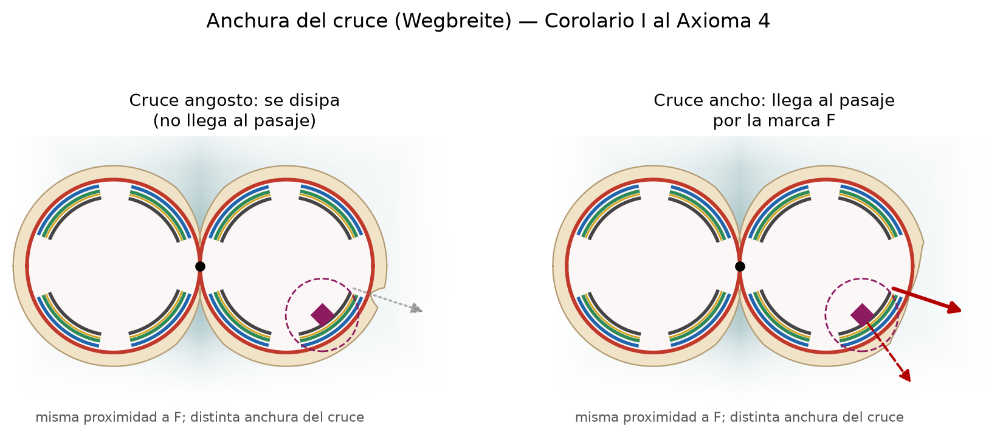 Anchura del cruce (Wegbreite) — Corolario I al Axioma 4
Cruce angosto: se disipa
(no llega al pasaje)
Cruce ancho: llega al pasaje
por la marca F
misma proximidad a F; distinta anchura del cruce
misma proximidad a F; distinta anchura del cruce